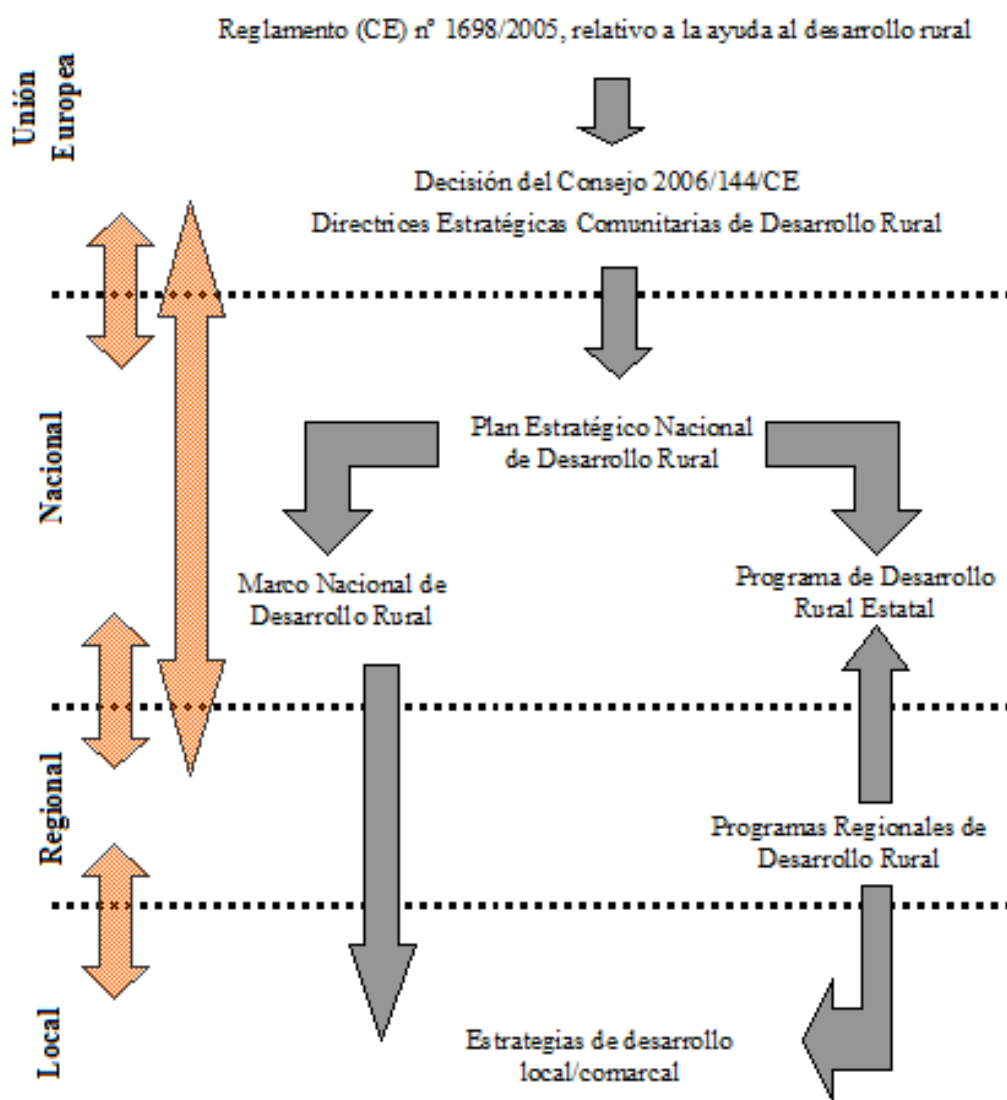 Reglamento (CE) nº 1698/2005, relativo a la ayuda al desarrollo rural
Unión
Europea
Decisión del Consejo 2006/144/CE
Directrices Estratégicas Comunitarias de Desarrollo Rural
Nacional
Plan Estratégico Nacional
de Desarrollo Rural
Marco Nacional de
Desarrollo Rural
Programa de Desarrollo
Rural Estatal
Regional
Programas Regionales de
Desarrollo Rural
Local
Estrategias de desarrollo
local/comarcal